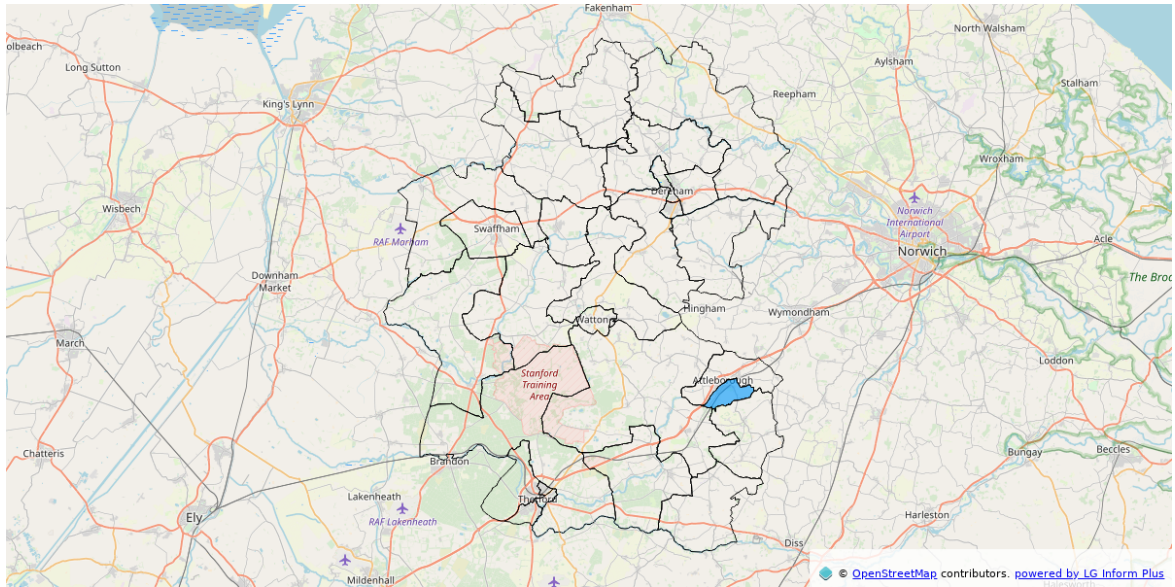 Fakenham
North Walsham
olbeach
Long Sutton
Aylsham
Stalham
King's Lynn
Reepham
Wroxham
Wisbech
Dereham
RAF Marham
Swaffham
Norwich
International
Airport
Norwich
Acle
Downham
Market
The Broa
Hingham
Wymondham
Watton
March
Loddon
Stanford
Training
Area
Attleborough
Chatteris
Brandon
Bungay
Beccles
Lakenheath
Thetford
RAF Lakenheath
Ely
Harleston
Diss
Mildenhall
© OpenStreetMap contributors. powered by LG Inform Plus